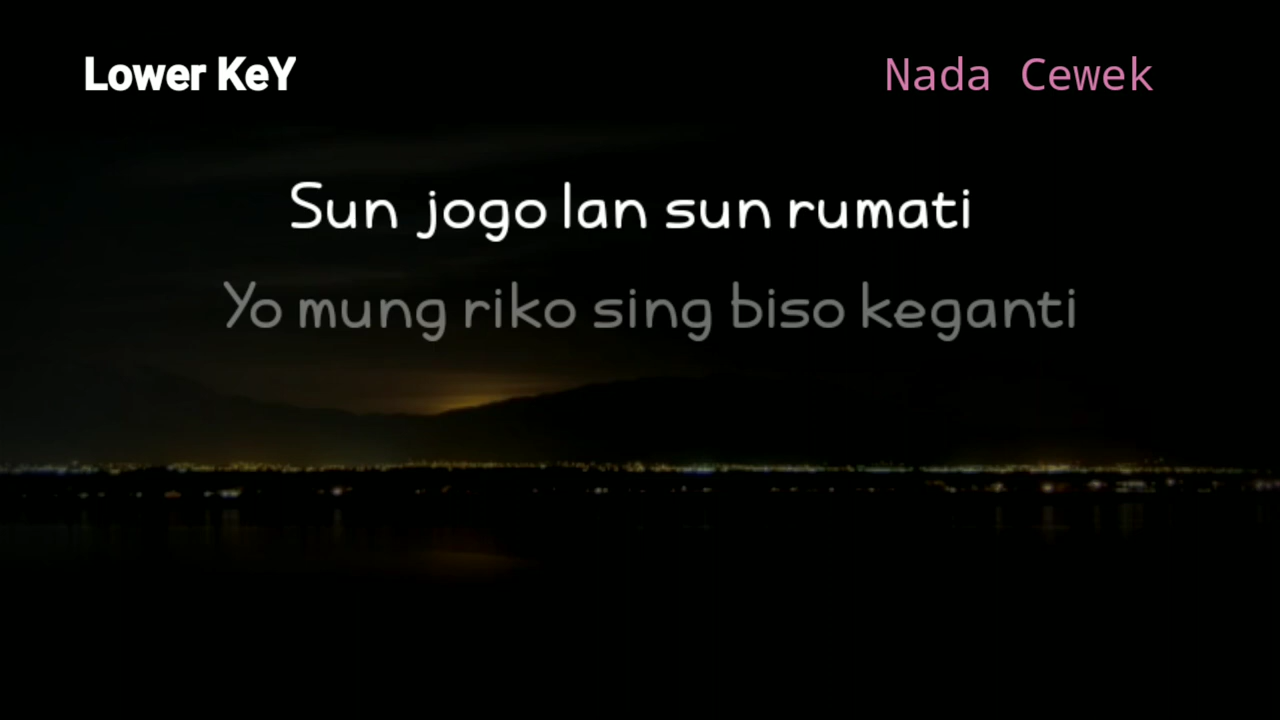 Lower KeY
Nada Cewek
Sun jogo lan sun rumati
Yo mung riko sing biso keganti